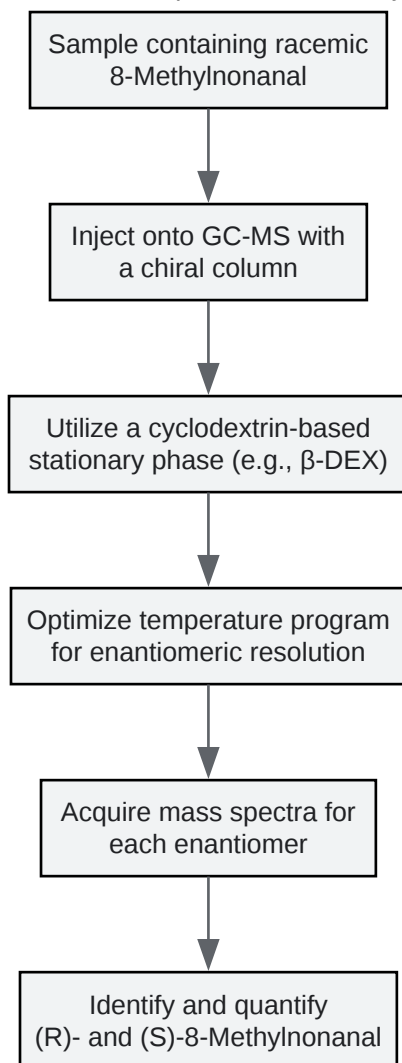 Sample containing racemic
8-Methylnonanal
Inject onto GC-MS with
a chiral column
Utilize a cyclodextrin-based
stationary phase (e.g., β-DEX)
Optimize temperature program
for enantiomeric resolution
Acquire mass spectra for
each enantiomer
Identify and quantify
(R)- and (S)-8-Methylnonanal